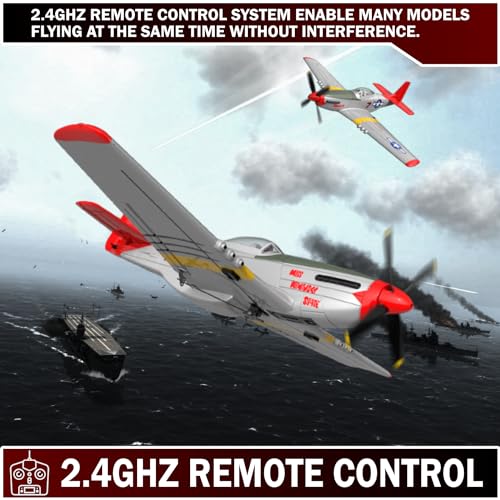 2.4GHZ REMOTE CONTROL SYSTEM ENABLE MANY MODELS
FLYING AT THE SAME TIME WITHOUT INTERFERENCE.
2.4GHZ REMOTE CONTROL